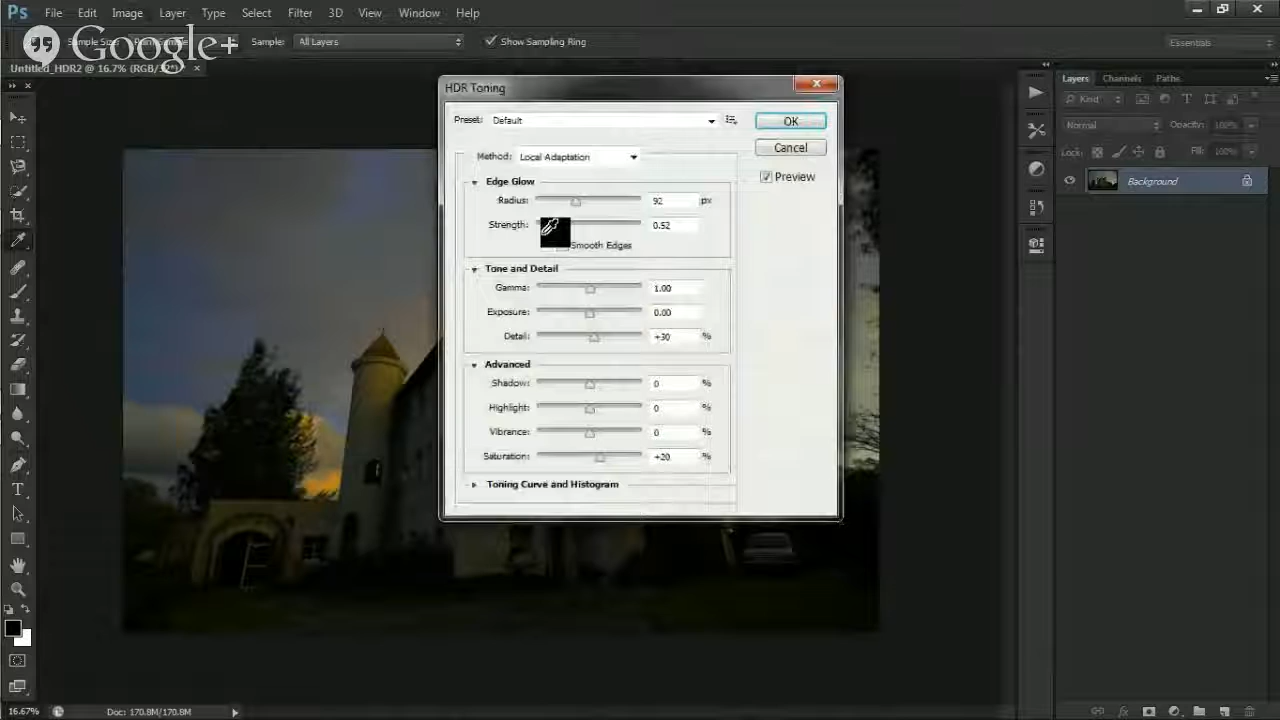 Ps File Edit Image Layer Type Select Filter 3D View Window Help
Google+
Sample: All Layers Show Sampling Ring Essentials
Untitled_HDR2 @ 16.7% (RGB/32*) ×
HDR Toning
Preset: Default
OK
Cancel
Preview
Method: Local Adaptation
Edge Glow
Radius: 92 px
Strength: 0.52
Smooth Edges
Tone and Detail
Gamma: 1.00
Exposure: 0.00
Detail: +30 %
Advanced
Shadow: 0 %
Highlight: 0 %
Vibrance: 0 %
Saturation: +20 %
Toning Curve and Histogram
Layers Channels Paths
Kind
Normal Opacity: 100%
Lock: Fill: 100%
Background
16.67% Doc: 170.8M/170.8M